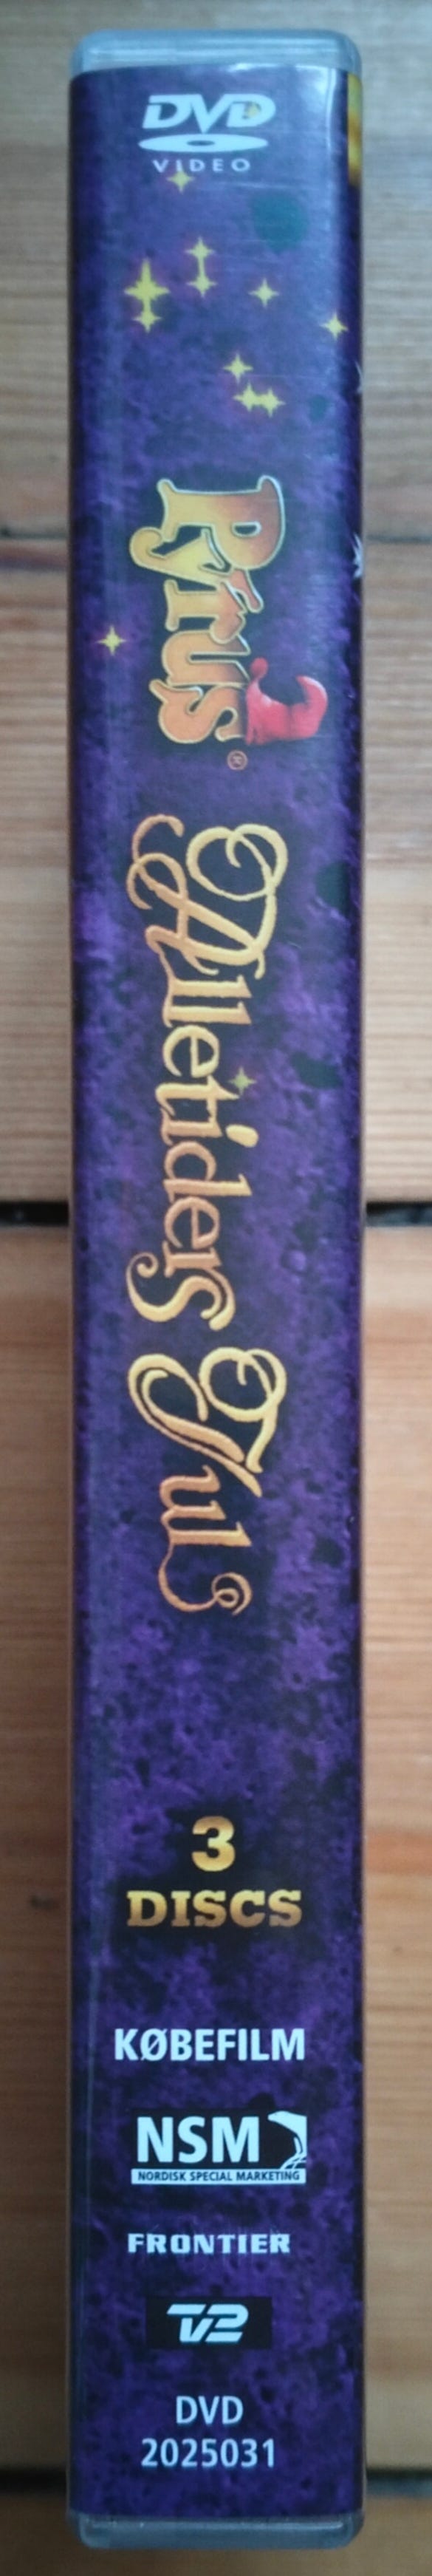 DVD
VIDEO
Pyrus®
Alletiders Jul
3
DISCS
KØBEFILM
NSM
NORDISK SPECIAL MARKETING
FRONTIER
TV2
DVD
2025031